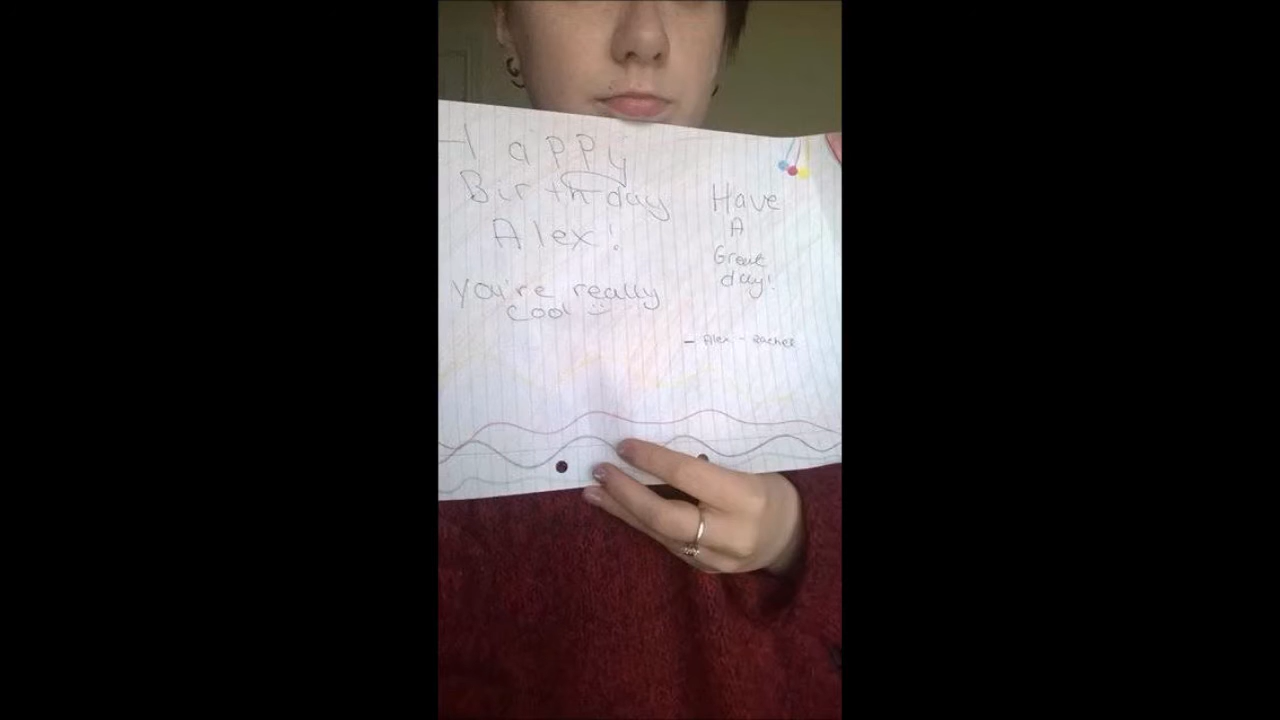 Happy
Birthday
Alex!
you're really
cool
Have
A
Great
day!
- Alex - Rachel